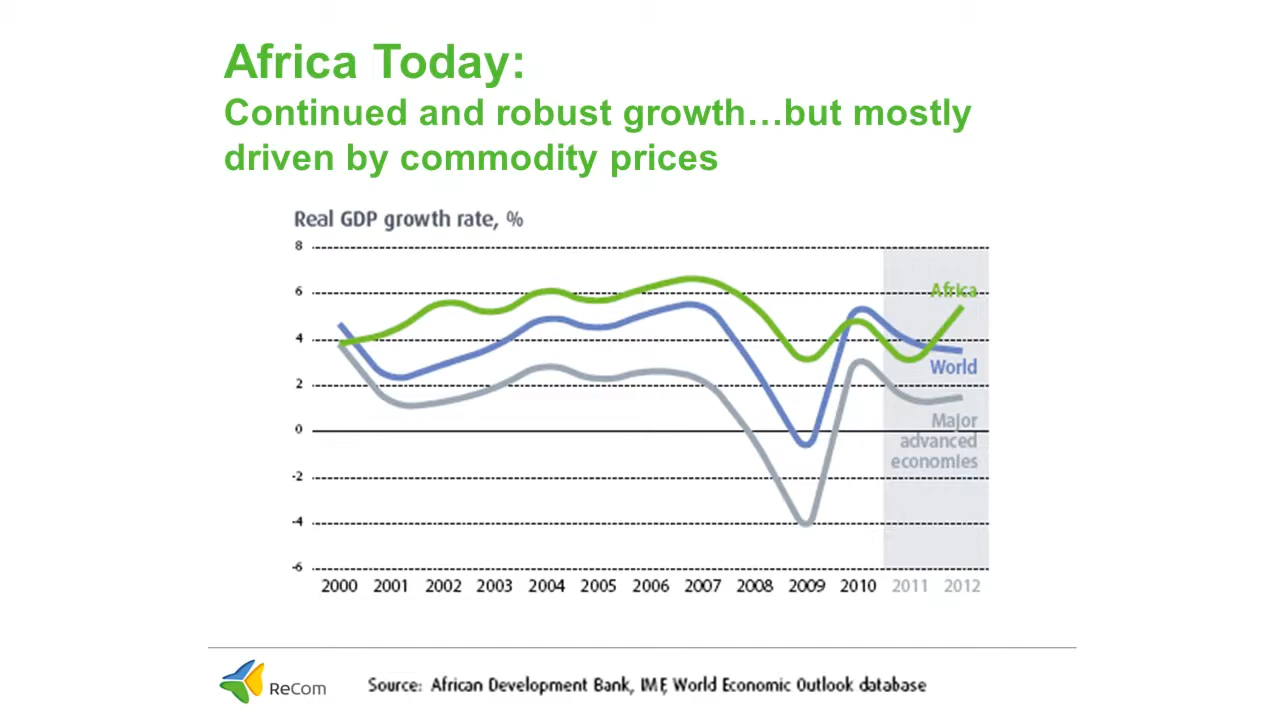 Africa Today:
Continued and robust growth…but mostly
driven by commodity prices
Real GDP growth rate, %
8
6
4
2
0
-2
-4
-6
Africa
World
Major
advanced
economies
2000 2001 2002 2003 2004 2005 2006 2007 2008 2009 2010 2011 2012
ReCom
Source: African Development Bank, IMF, World Economic Outlook database